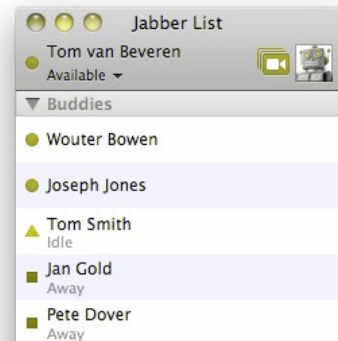 Jabber List
Tom van Beveren
Available
Buddies
Wouter Bowen
Joseph Jones
Tom Smith
Idle
Jan Gold
Away
Pete Dover
Away